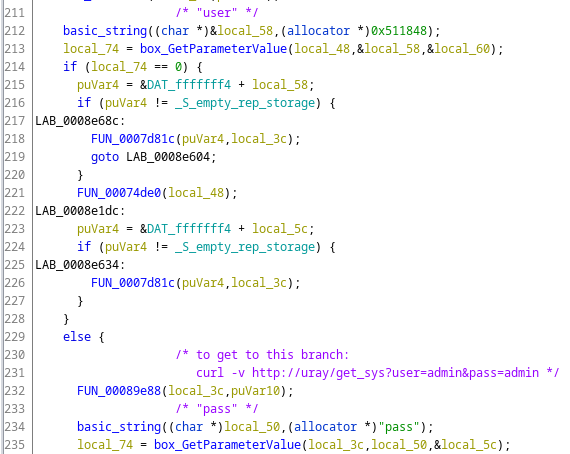 211 /* "user" */
212 basic_string((char *)&local_58,(allocator *)0x511848);
213 local_74 = box_GetParameterValue(local_48,&local_58,&local_60);
214 if (local_74 == 0) {
215 puVar4 = &DAT_fffffff4 + local_58;
216 if (puVar4 != _S_empty_rep_storage) {
217 LAB_0008e68c:
218 FUN_0007d81c(puVar4,local_3c);
219 goto LAB_0008e604;
220 }
221 FUN_00074de0(local_48);
222 LAB_0008e1dc:
223 puVar4 = &DAT_fffffff4 + local_5c;
224 if (puVar4 != _S_empty_rep_storage) {
225 LAB_0008e634:
226 FUN_0007d81c(puVar4,local_3c);
227 }
228 }
229 else {
230 /* to get to this branch:
231 curl -v http://uray/get_sys?user=admin&pass=admin */
232 FUN_00089e88(local_3c,puVar10);
233 /* "pass" */
234 basic_string((char *)local_50,(allocator *)"pass");
235 local_74 = box_GetParameterValue(local_3c,local_50,&local_5c);